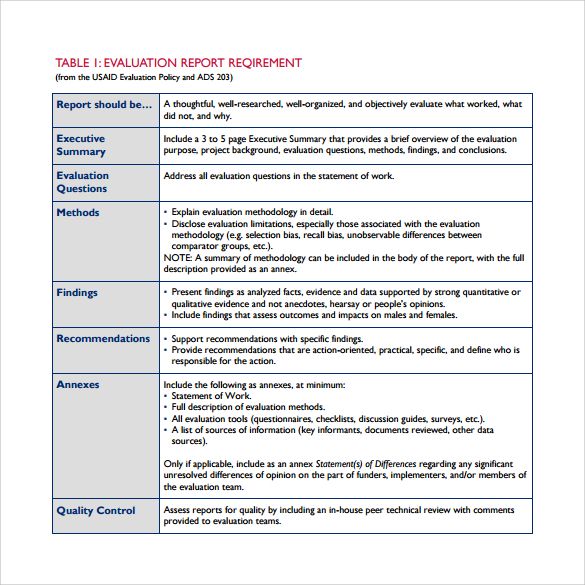 TABLE 1: EVALUATION REPORT REQIREMENT
(from the USAID Evaluation Policy and ADS 203)
Report should be…
A thoughtful, well-researched, well-organized, and objectively evaluate what worked, what
did not, and why.
Executive
Summary
Include a 3 to 5 page Executive Summary that provides a brief overview of the evaluation
purpose, project background, evaluation questions, methods, findings, and conclusions.
Evaluation
Questions
Address all evaluation questions in the statement of work.
Methods
• Explain evaluation methodology in detail.
• Disclose evaluation limitations, especially those associated with the evaluation
methodology (e.g. selection bias, recall bias, unobservable differences between
comparator groups, etc.).
NOTE: A summary of methodology can be included in the body of the report, with the full
description provided as an annex.
Findings
• Present findings as analyzed facts, evidence and data supported by strong quantitative or
qualitative evidence and not anecdotes, hearsay or people's opinions.
• Include findings that assess outcomes and impacts on males and females.
Recommendations
• Support recommendations with specific findings.
• Provide recommendations that are action-oriented, practical, specific, and define who is
responsible for the action.
Annexes
Include the following as annexes, at minimum:
• Statement of Work.
• Full description of evaluation methods.
• All evaluation tools (questionnaires, checklists, discussion guides, surveys, etc.).
• A list of sources of information (key informants, documents reviewed, other data
sources).
Only if applicable, include as an annex Statement(s) of Differences regarding any significant
unresolved differences of opinion on the part of funders, implementers, and/or members of
the evaluation team.
Quality Control
Assess reports for quality by including an in-house peer technical review with comments
provided to evaluation teams.